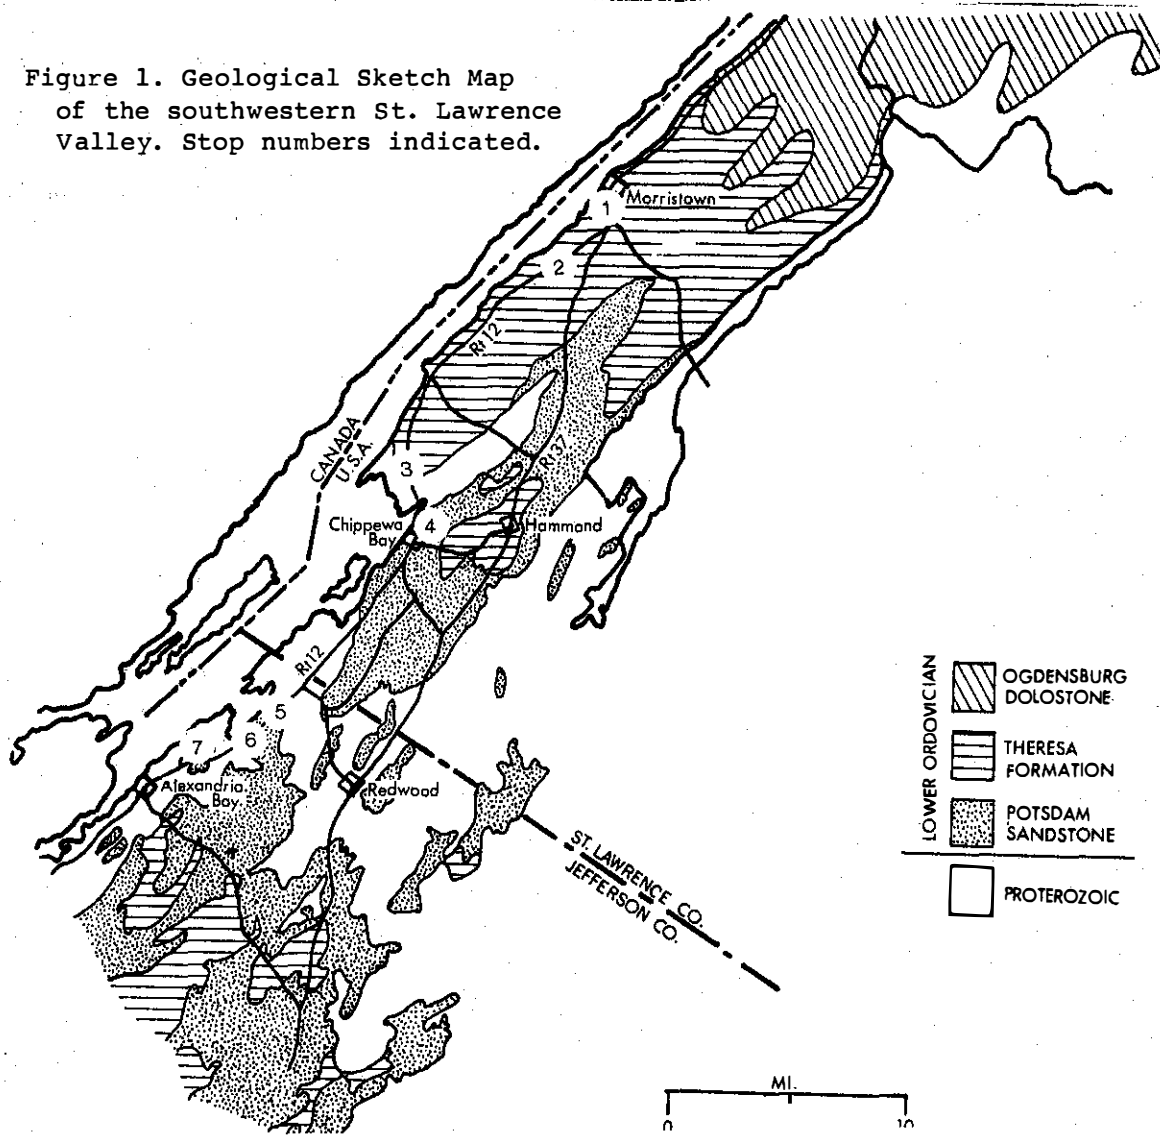 Figure 1. Geological Sketch Map
of the southwestern St. Lawrence
Valley. Stop numbers indicated.
1
Morristown
2
Rt 12
CANADA
U.S.A.
3
Rt 37
Chippewa
Bay
4
Hammond
Rt 12
5
6
7
Alexandria
Bay
Redwood
ST. LAWRENCE CO.
JEFFERSON CO.
LOWER ORDOVICIAN
OGDENSBURG
DOLOSTONE
THERESA
FORMATION
POTSDAM
SANDSTONE
PROTEROZOIC
MI.
0
10